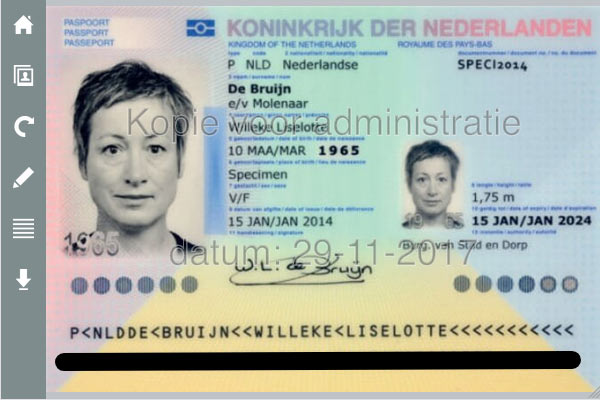 PASPOORT
PASSPORT
PASSEPORT
KONINKRIJK DER NEDERLANDEN
KINGDOM OF THE NETHERLANDS ROYAUME DES PAYS-BAS
P NLD Nederlandse SPECI2014
De Bruijn
e/v Molenaar
Kopie voor administratie
Willeke Liselotte
10 MAA/MAR 1965
Specimen
V/F 1,75 m
15 JAN/JAN 2014 15 JAN/JAN 2024
1965
Burg. van Stad en Dorp
datum: 29-11-2017
W.L. de Bruijn
P<NLDDE<BRUIJN<<WILLEKE<LISELOTTE<<<<<<<<<<<